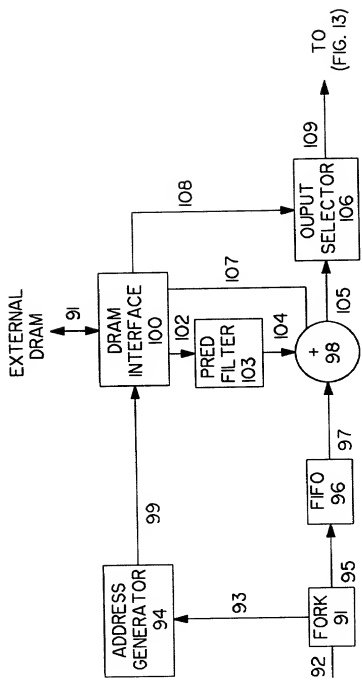 EXTERNAL
DRAM
91
ADDRESS
GENERATOR
94
99
DRAM
INTERFACE
100
108
102
107
PRED
FILTER
103
93
104
OUPUT
SELECTOR
106
109
TO
(FIG. 13)
92
FORK
91
95
FIFO
96
97
+
98
105